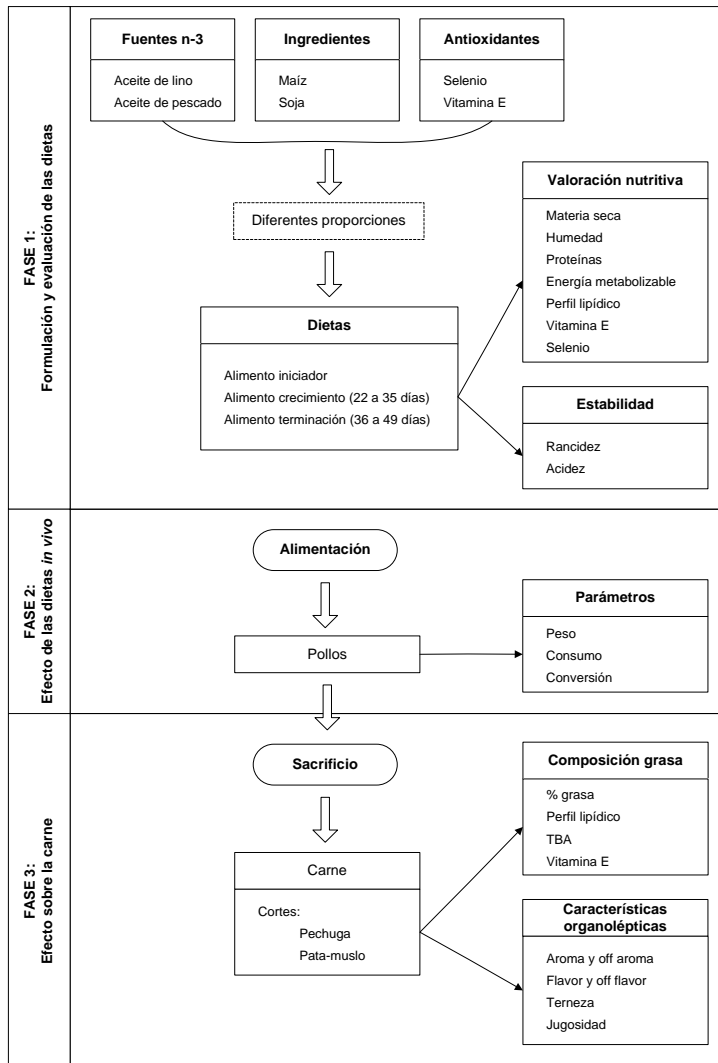 FASE 1:
Formulación y evaluación de las dietas
Fuentes n-3
Aceite de lino
Aceite de pescado
Ingredientes
Maíz
Soja
Antioxidantes
Selenio
Vitamina E
Diferentes proporciones
Dietas
Alimento iniciador
Alimento crecimiento (22 a 35 días)
Alimento terminación (36 a 49 días)
Valoración nutritiva
Materia seca
Humedad
Proteínas
Energía metabolizable
Perfil lipídico
Vitamina E
Selenio
Estabilidad
Rancidez
Acidez
FASE 2:
Efecto de las dietas in vivo
Alimentación
Pollos
Parámetros
Peso
Consumo
Conversión
FASE 3:
Efecto sobre la carne
Sacrificio
Carne
Cortes:
Pechuga
Pata-muslo
Composición grasa
% grasa
Perfil lipídico
TBA
Vitamina E
Características
organolépticas
Aroma y off aroma
Flavor y off flavor
Terneza
Jugosidad